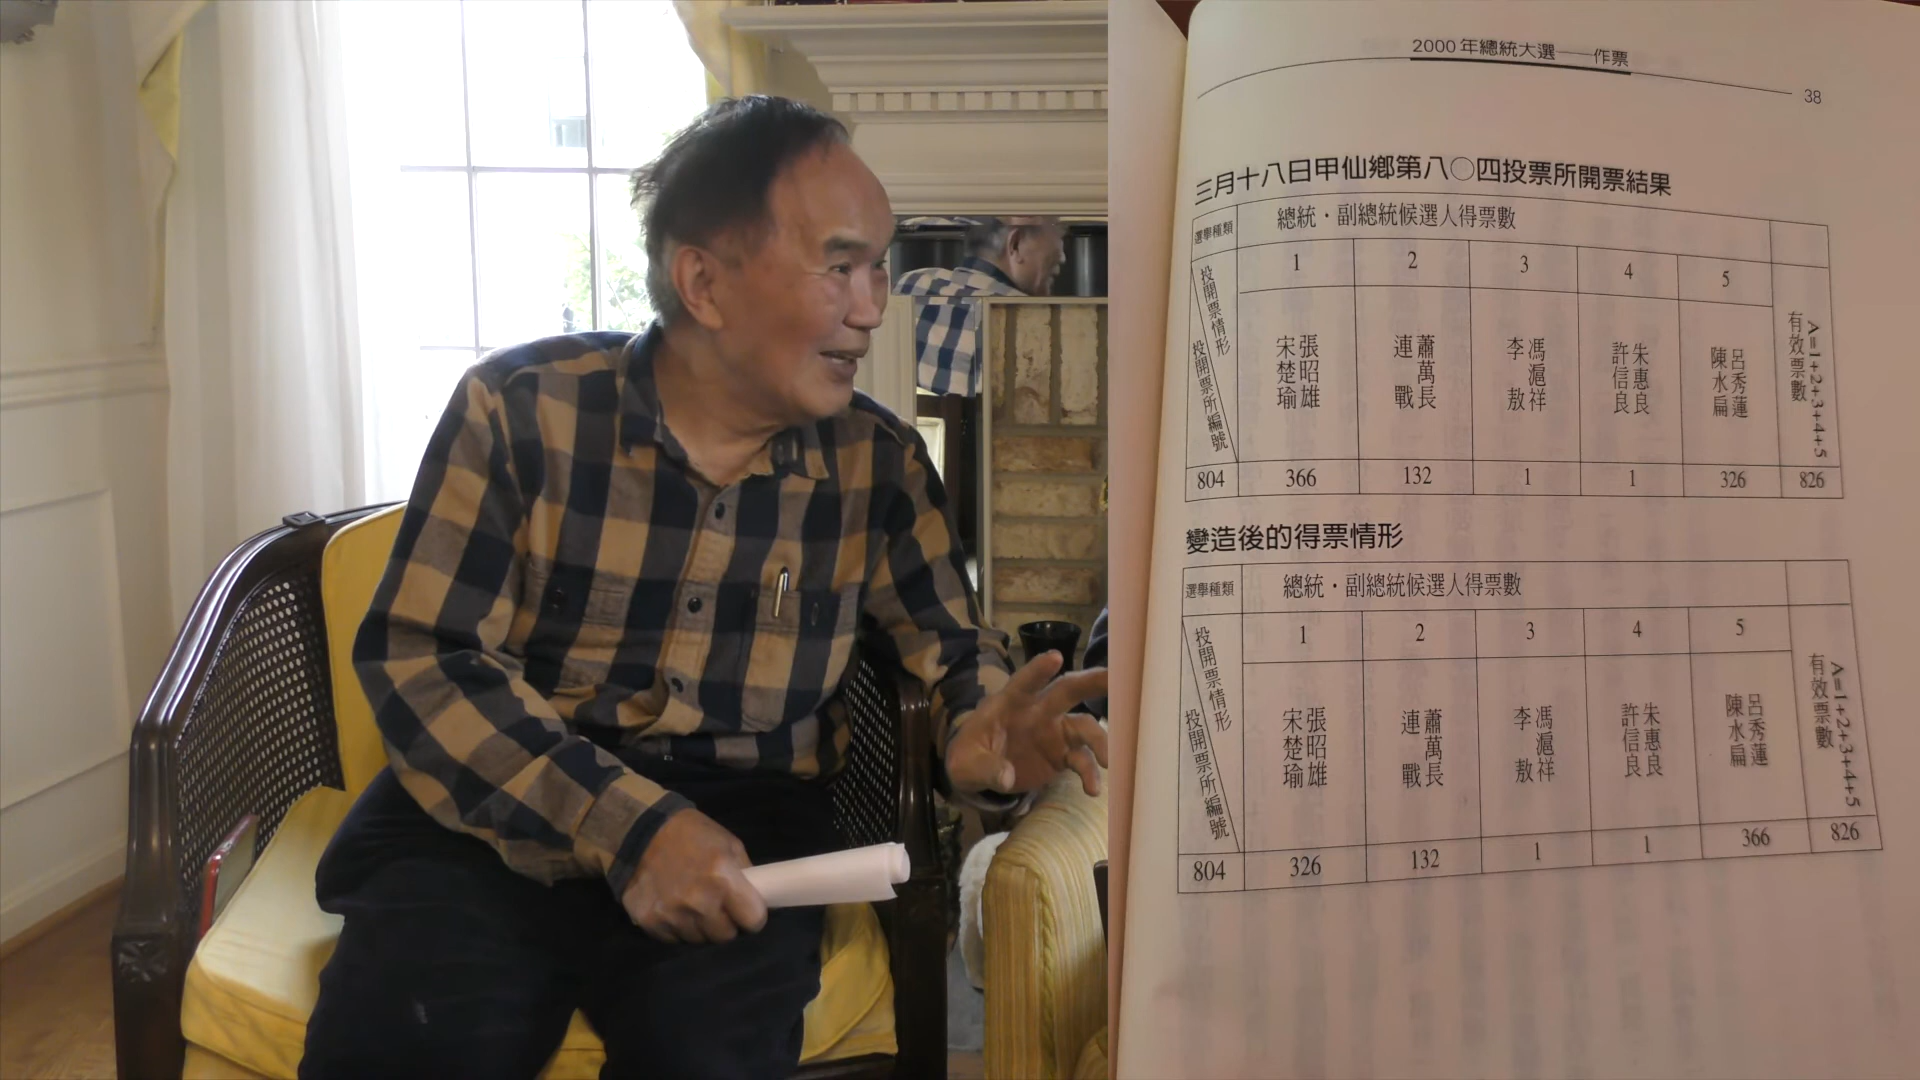 2000年總統大選——作票
38
三月十八日甲仙鄉第八〇四投票所開票結果
選舉種類
總統・副總統候選人得票數
投開票情形
投開票所編號
1 2 3 4 5
宋楚瑜 張昭雄
連戰 蕭萬長
李敖 馮滬祥
許信良 朱惠良
陳水扁 呂秀蓮
有效票數
A=1+2+3+4+5
804 366 132 1 1 326 826
變造後的得票情形
選舉種類
總統・副總統候選人得票數
投開票情形
投開票所編號
1 2 3 4 5
宋楚瑜 張昭雄
連戰 蕭萬長
李敖 馮滬祥
許信良 朱惠良
陳水扁 呂秀蓮
有效票數
A=1+2+3+4+5
804 326 132 1 1 366 826